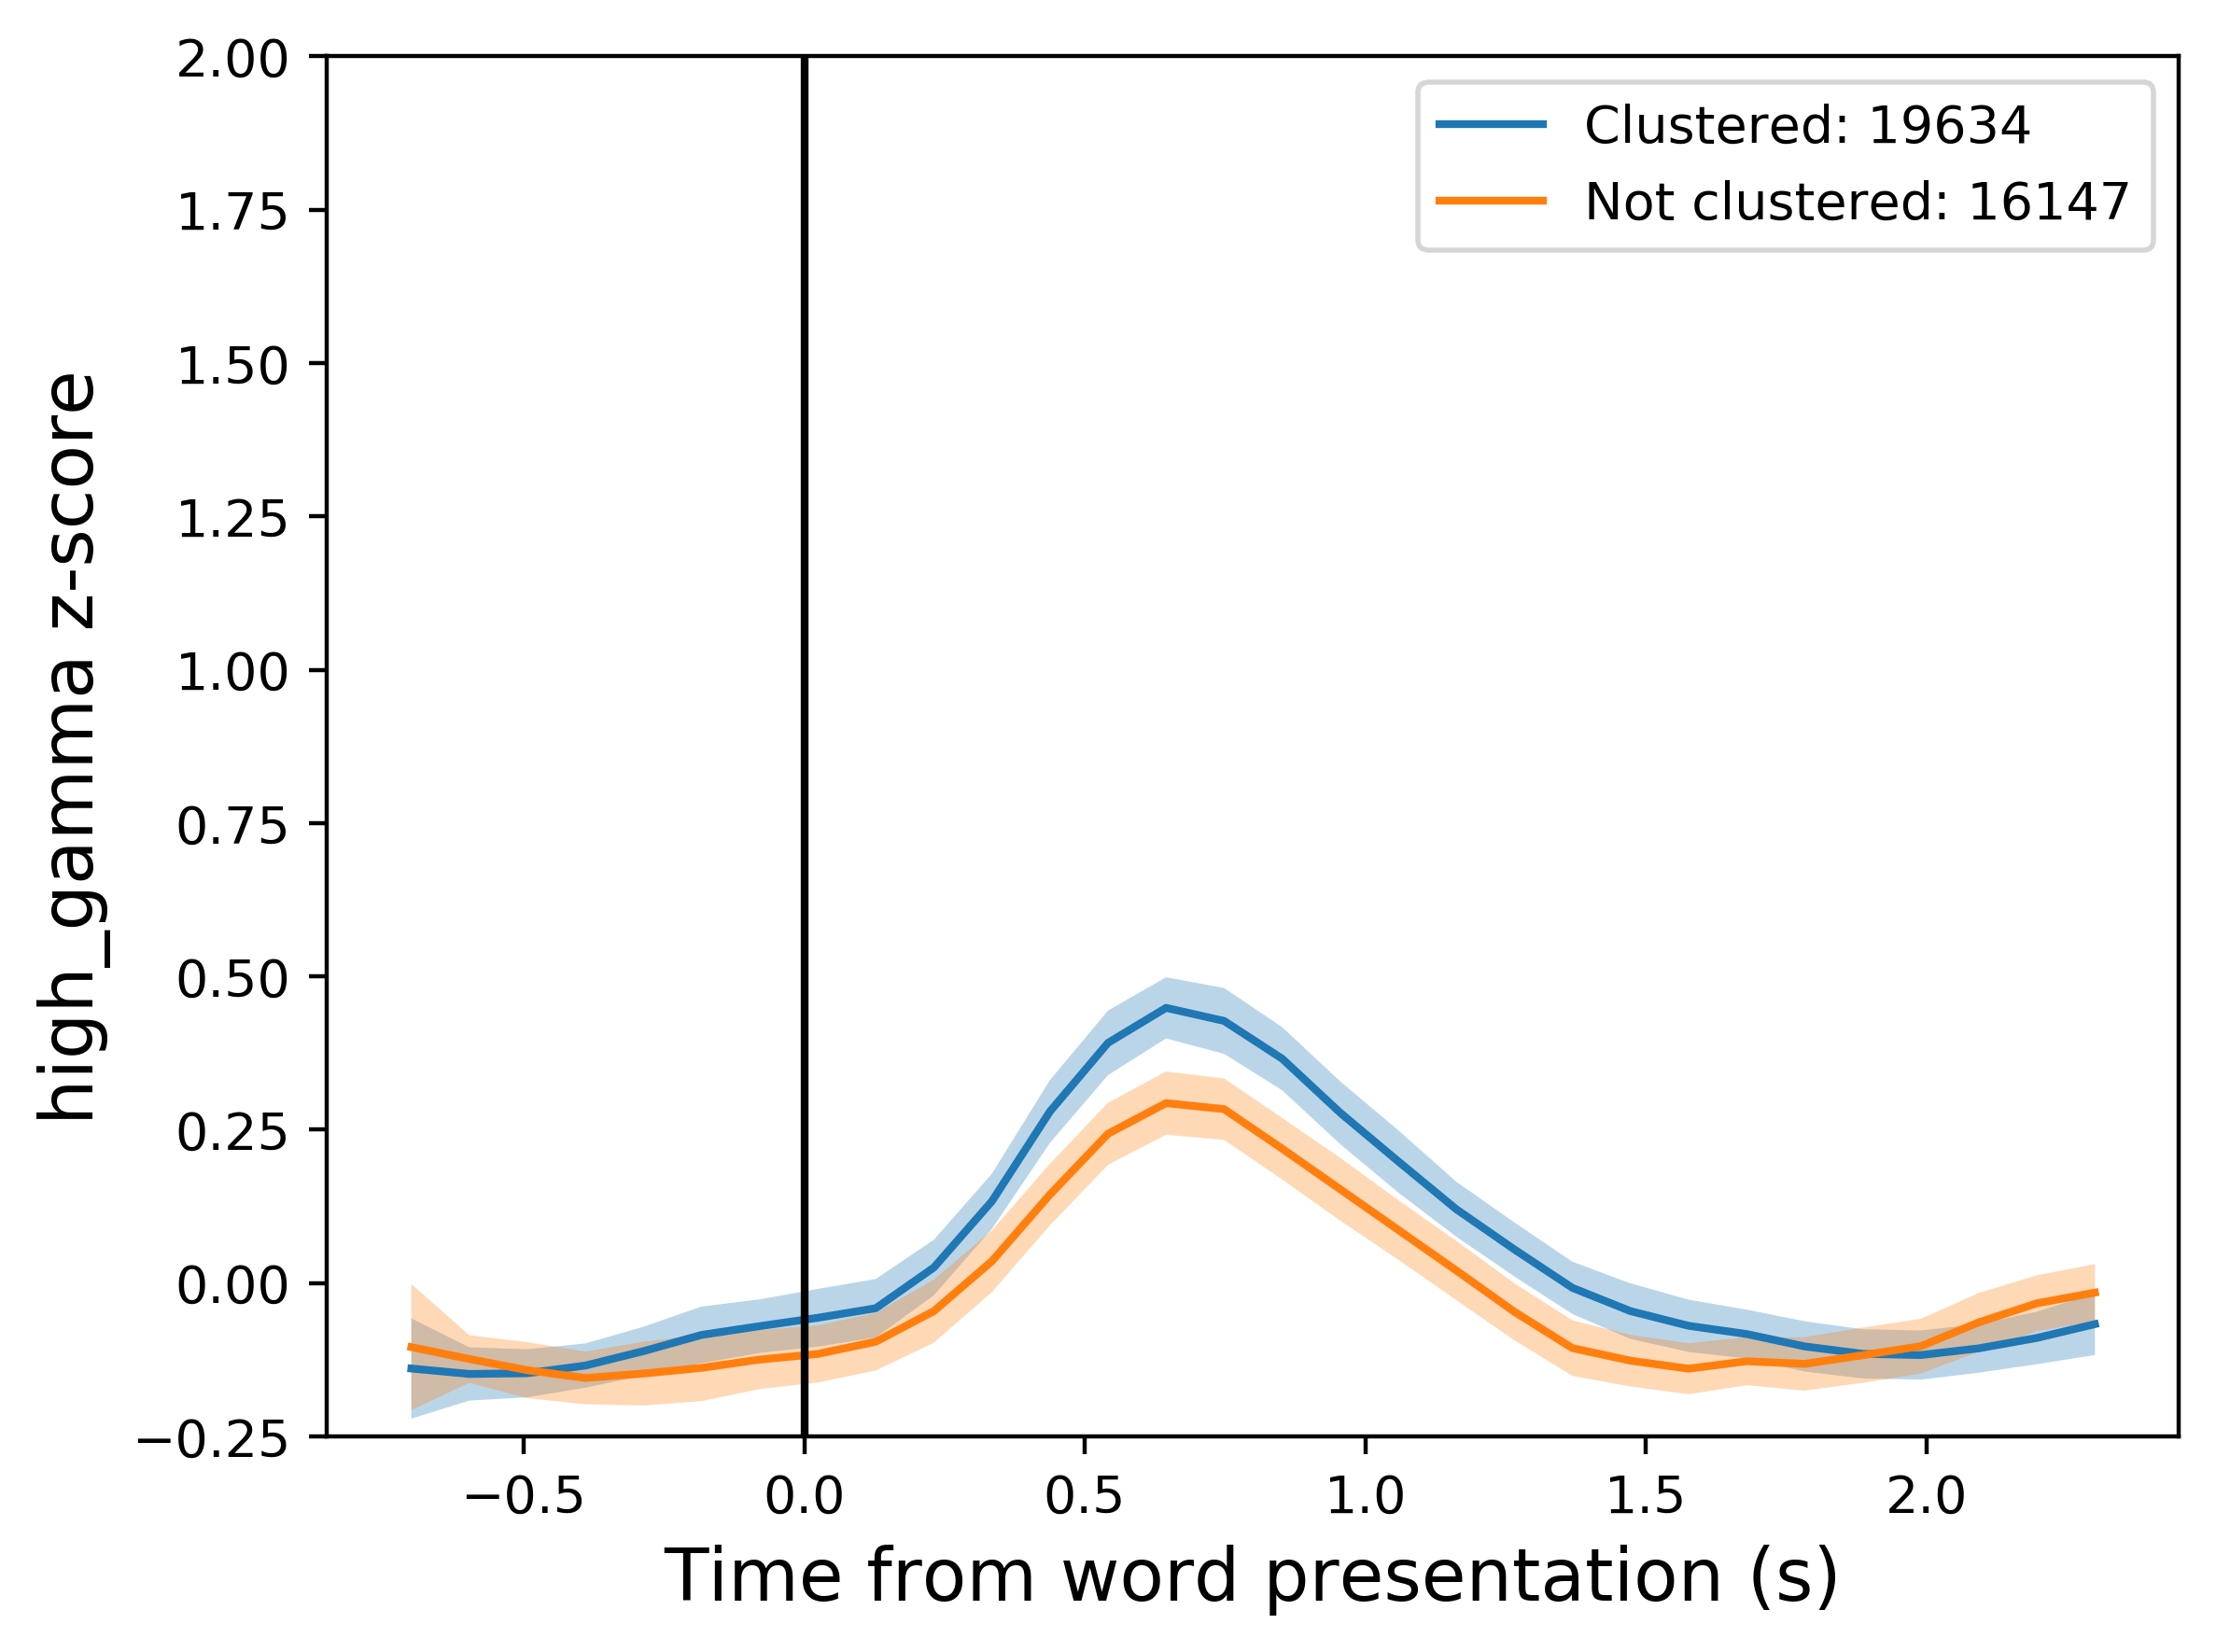 Clustered: 19634
Not clustered: 16147
high_gamma z-score
2.00
1.75
1.50
1.25
1.00
0.75
0.50
0.25
0.00
−0.25
−0.5 0.0 0.5 1.0 1.5 2.0
Time from word presentation (s)